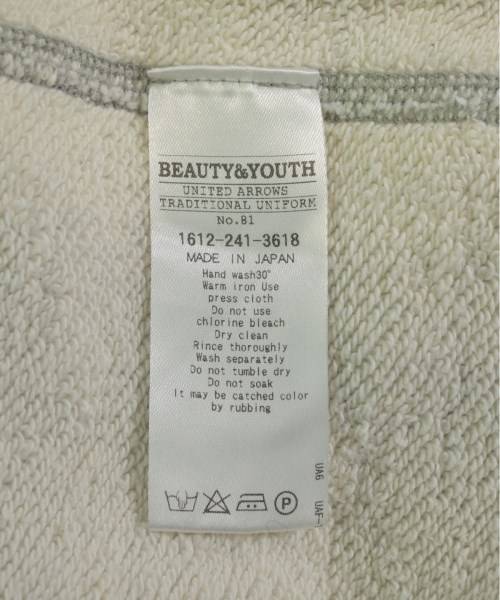 BEAUTY&YOUTH
UNITED ARROWS
TRADITIONAL UNIFORM
No.81
1612-241-3618
MADE IN JAPAN
Hand wash30°
Warm iron Use
press cloth
Do not use
chlorine bleach
Dry clean
Rince thoroughly
Wash separately
Do not tumble dry
Do not soak
It may be catched color
by rubbing
UA6
P